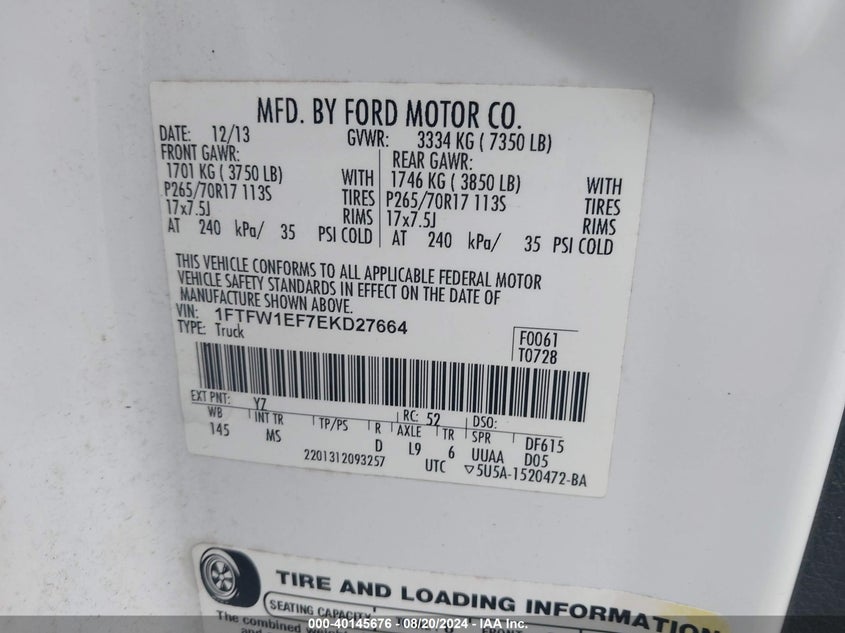 MFD. BY FORD MOTOR CO.
DATE: 12/13 GVWR: 3334 KG ( 7350 LB)
FRONT GAWR: REAR GAWR:
1701 KG ( 3750 LB) WITH 1746 KG ( 3850 LB) WITH
P265/70R17 113S TIRES P265/70R17 113S TIRES
17x7.5J RIMS 17x7.5J RIMS
AT 240 kPa/ 35 PSI COLD AT 240 kPa/ 35 PSI COLD
THIS VEHICLE CONFORMS TO ALL APPLICABLE FEDERAL MOTOR
VEHICLE SAFETY STANDARDS IN EFFECT ON THE DATE OF
MANUFACTURE SHOWN ABOVE.
VIN: 1FTFW1EF7EKD27664
TYPE: Truck
F0061
T0728
EXT PNT: YZ RC: 52 DSO:
WB INT TR TP/PS R AXLE TR SPR DF615
145 MS D L9 6 UUAA D05
2201312093257 UTC ▽5U5A-1520472-BA
TIRE AND LOADING INFORMATION
SEATING CAPACITY
The combined
000-40145676 - 08/20/2024 - IAA Inc.